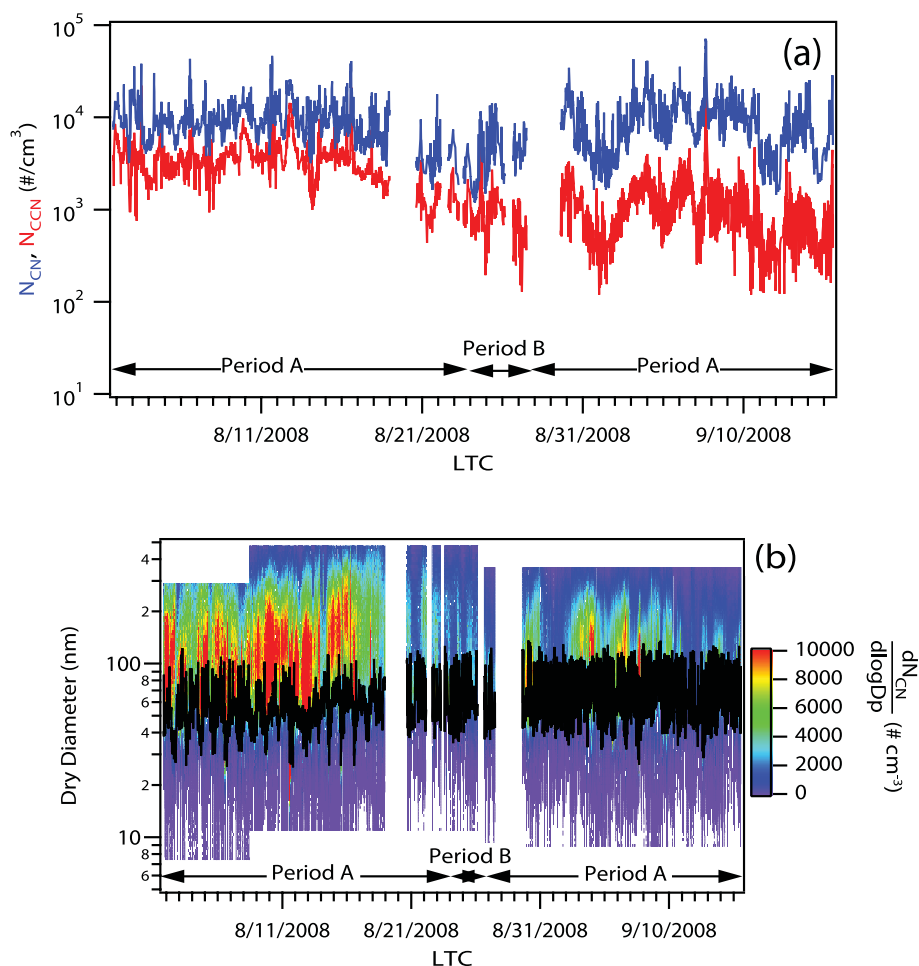 (a)
10^5
10^4
10^3
10^2
10^1
N_CN, N_CCN (#/cm^3)
Period A
Period B
Period A
8/11/2008
8/21/2008
8/31/2008
9/10/2008
LTC
(b)
4
2
100
8
6
4
2
10
8
6
Dry Diameter (nm)
10000
8000
6000
4000
2000
0
dN_CN
dlogDp
(# cm^-3)
Period A
Period B
Period A
8/11/2008
8/21/2008
8/31/2008
9/10/2008
LTC